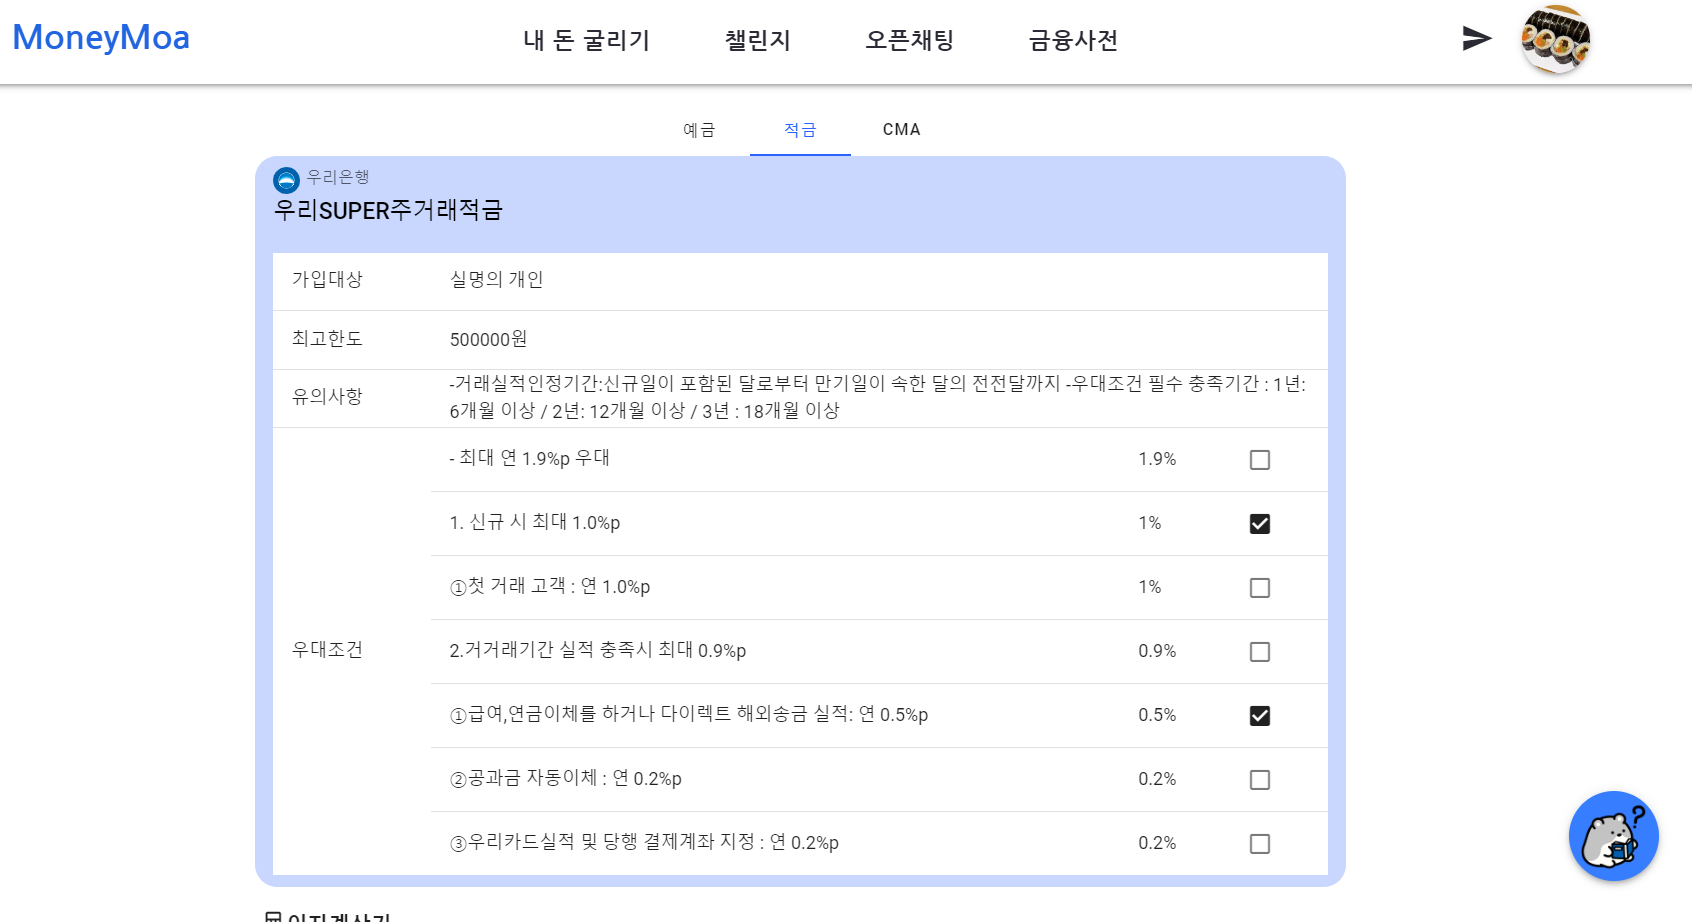 MoneyMoa
내 돈 굴리기
챌린지
오픈채팅
금융사전
예금
적금
CMA
우리은행
우리SUPER주거래적금
가입대상
실명의 개인
최고한도
500000원
유의사항
-거래실적인정기간:신규일이 포함된 달로부터 만기일이 속한 달의 전전달까지 -우대조건 필수 충족기간 : 1년:
6개월 이상 / 2년: 12개월 이상 / 3년 : 18개월 이상
우대조건
- 최대 연 1.9%p 우대
1.9%
1. 신규 시 최대 1.0%p
1%
①첫 거래 고객 : 연 1.0%p
1%
2.거거래기간 실적 충족시 최대 0.9%p
0.9%
①급여,연금이체를 하거나 다이렉트 해외송금 실적: 연 0.5%p
0.5%
②공과금 자동이체 : 연 0.2%p
0.2%
③우리카드실적 및 당행 결제계좌 지정 : 연 0.2%p
0.2%